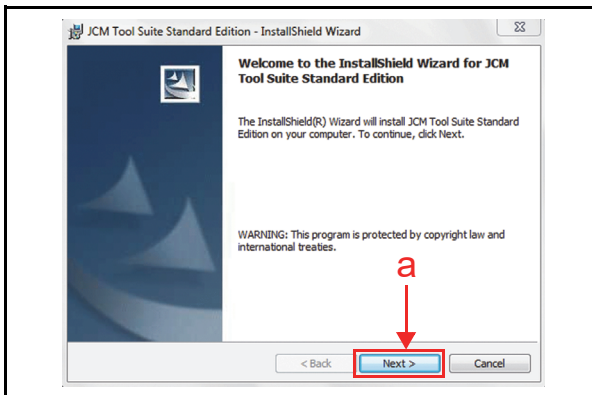 JCM Tool Suite Standard Edition - InstallShield Wizard
Welcome to the InstallShield Wizard for JCM
Tool Suite Standard Edition
The InstallShield(R) Wizard will install JCM Tool Suite Standard
Edition on your computer. To continue, click Next.
WARNING: This program is protected by copyright law and
international treaties.
a
< Back Next > Cancel